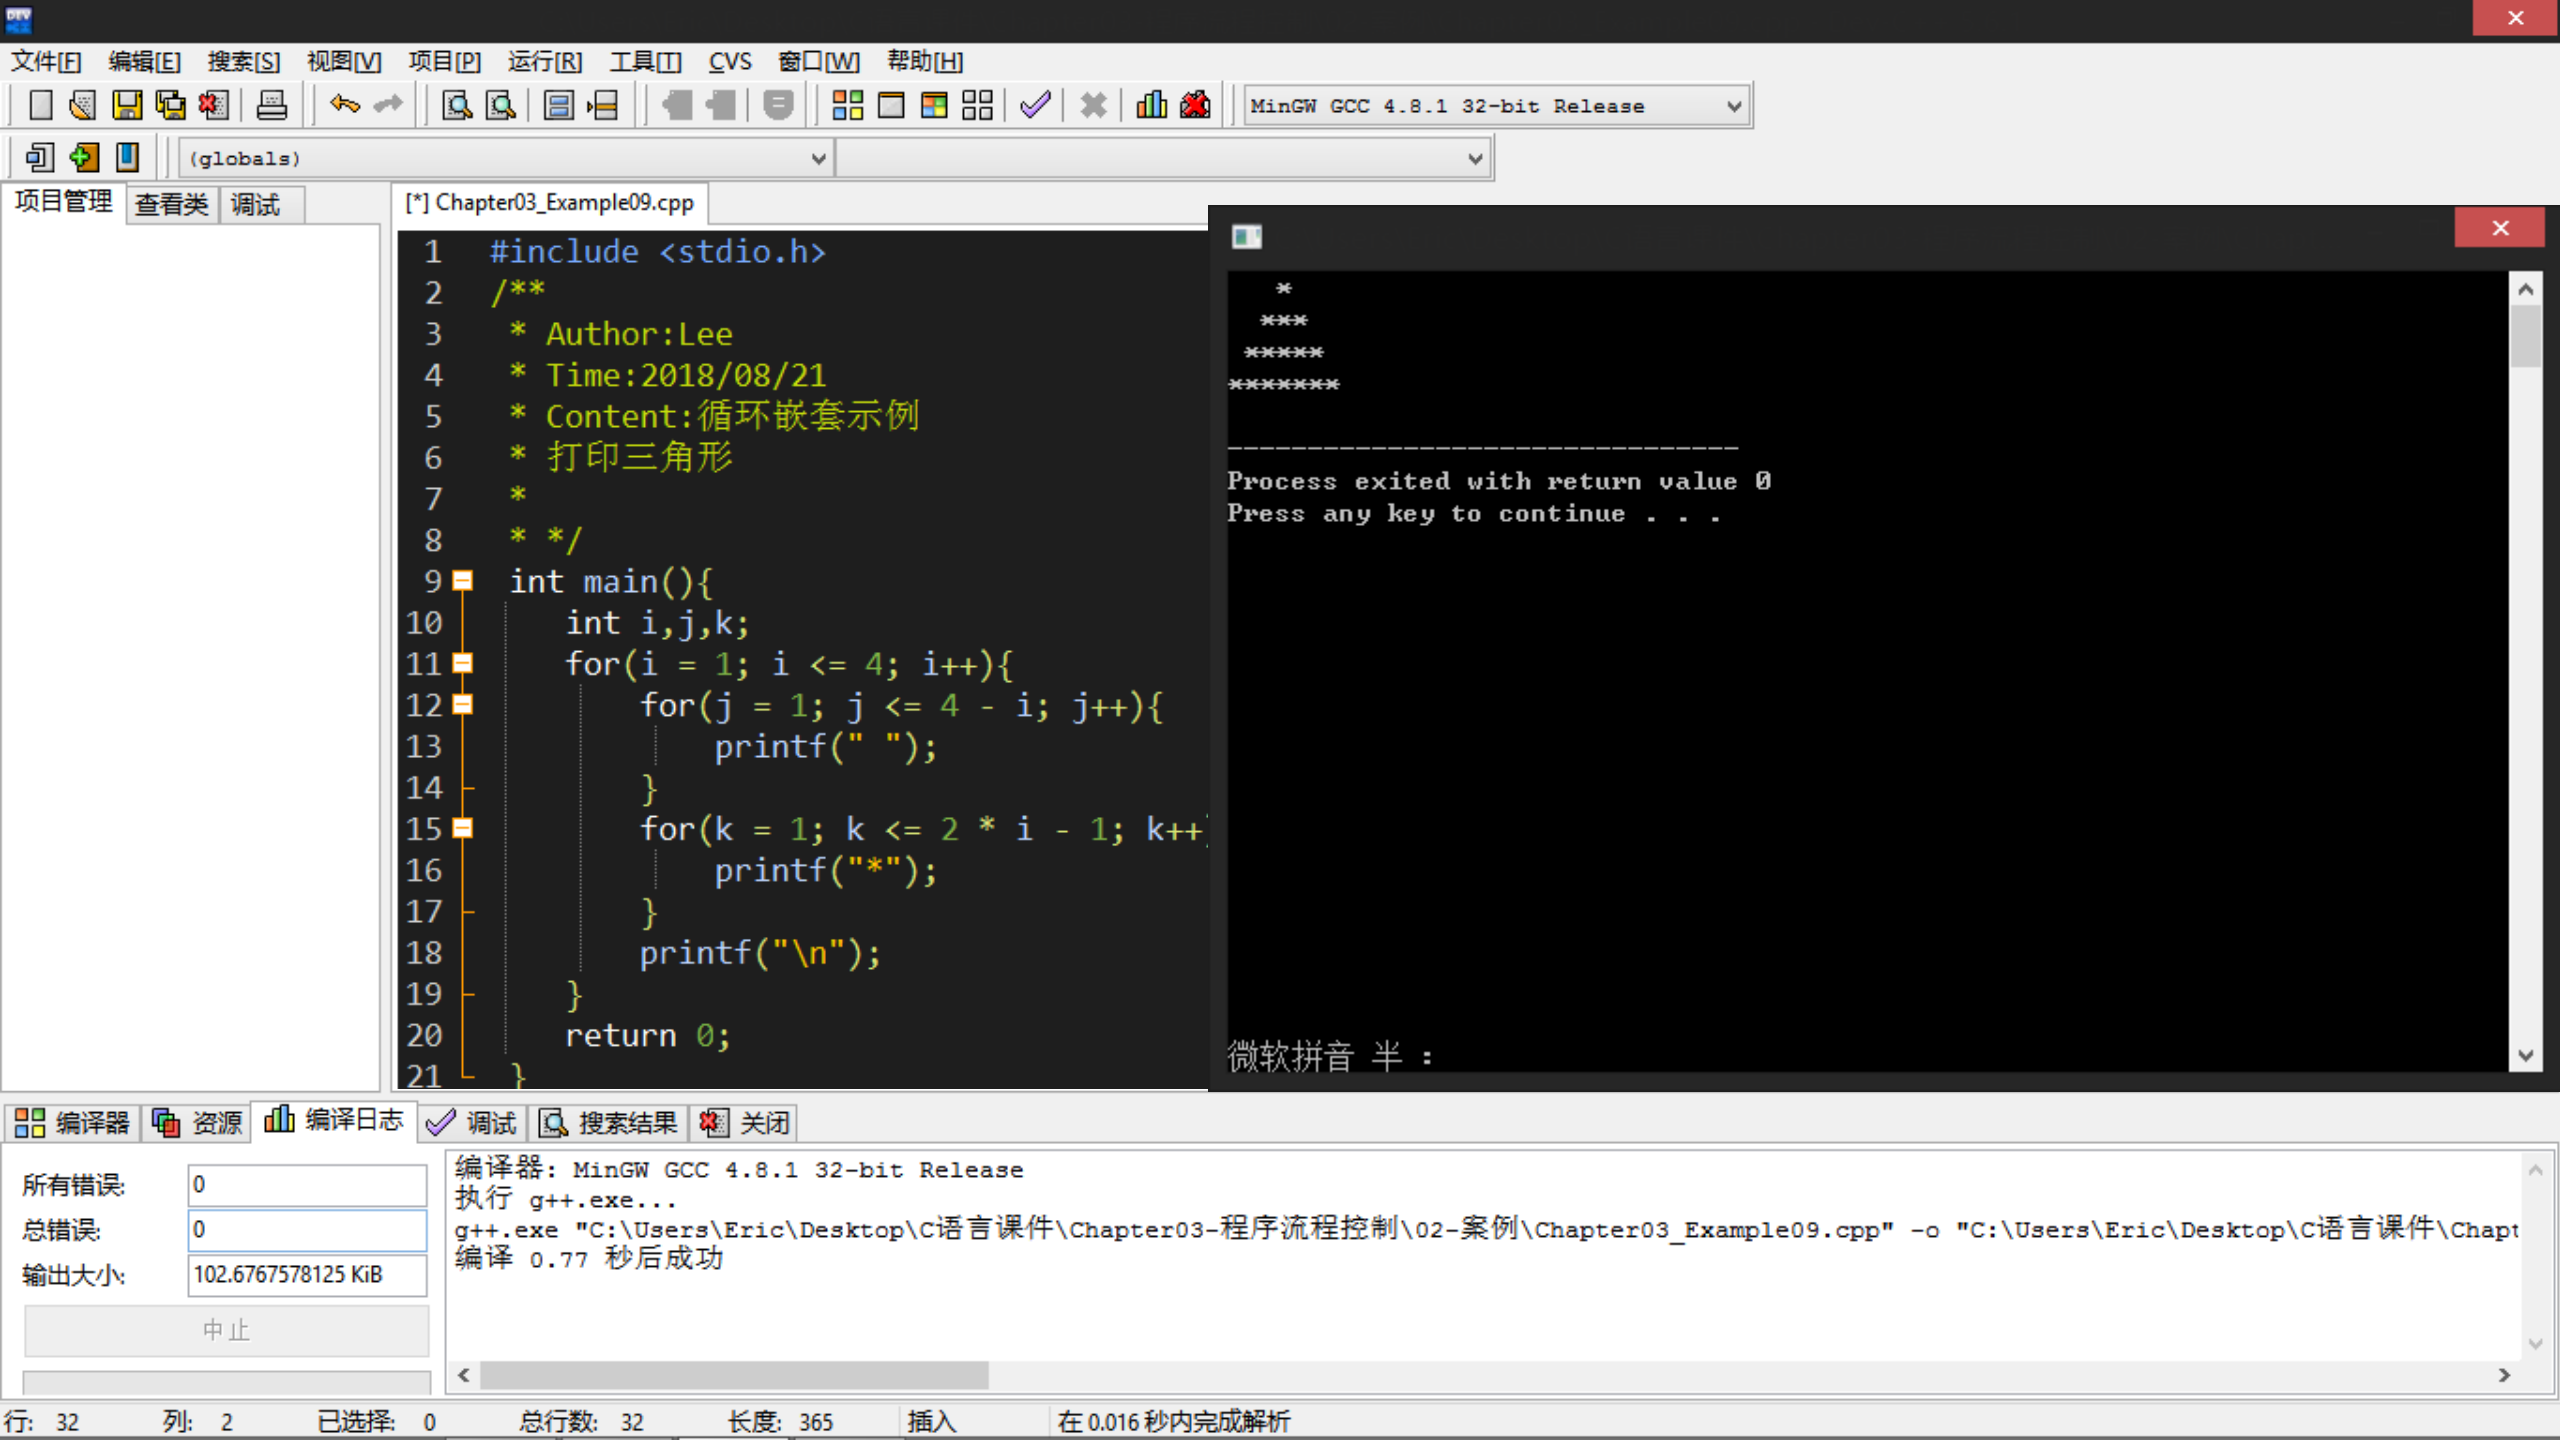 DEV
文件[F] 编辑[E] 搜索[S] 视图[V] 项目[P] 运行[R] 工具[T] CVS 窗口[W] 帮助[H]
MinGW GCC 4.8.1 32-bit Release
(globals)
项目管理 查看类 调试
[*] Chapter03_Example09.cpp
1 #include <stdio.h>
2 /**
3 * Author:Lee
4 * Time:2018/08/21
5 * Content:循环嵌套示例
6 * 打印三角形
7 *
8 * */
9 int main(){
10 int i,j,k;
11 for(i = 1; i <= 4; i++){
12 for(j = 1; j <= 4 - i; j++){
13 printf(" ");
14 }
15 for(k = 1; k <= 2 * i - 1; k++
16 printf("*");
17 }
18 printf("\n");
19 }
20 return 0;
21 }
*
***
*****
*******
--------------------------------
Process exited with return value 0
Press any key to continue . . .
微软拼音 半 :
编译器 资源 编译日志 调试 搜索结果 关闭
所有错误: 0
总错误: 0
输出大小: 102.6767578125 KiB
中止
编译器: MinGW GCC 4.8.1 32-bit Release
执行 g++.exe...
g++.exe "C:\Users\Eric\Desktop\C语言课件\Chapter03-程序流程控制\02-案例\Chapter03_Example09.cpp" -o "C:\Users\Eric\Desktop\C语言课件\Chapt
编译 0.77 秒后成功
行: 32 列: 2 已选择: 0 总行数: 32 长度: 365 插入 在 0.016 秒内完成解析